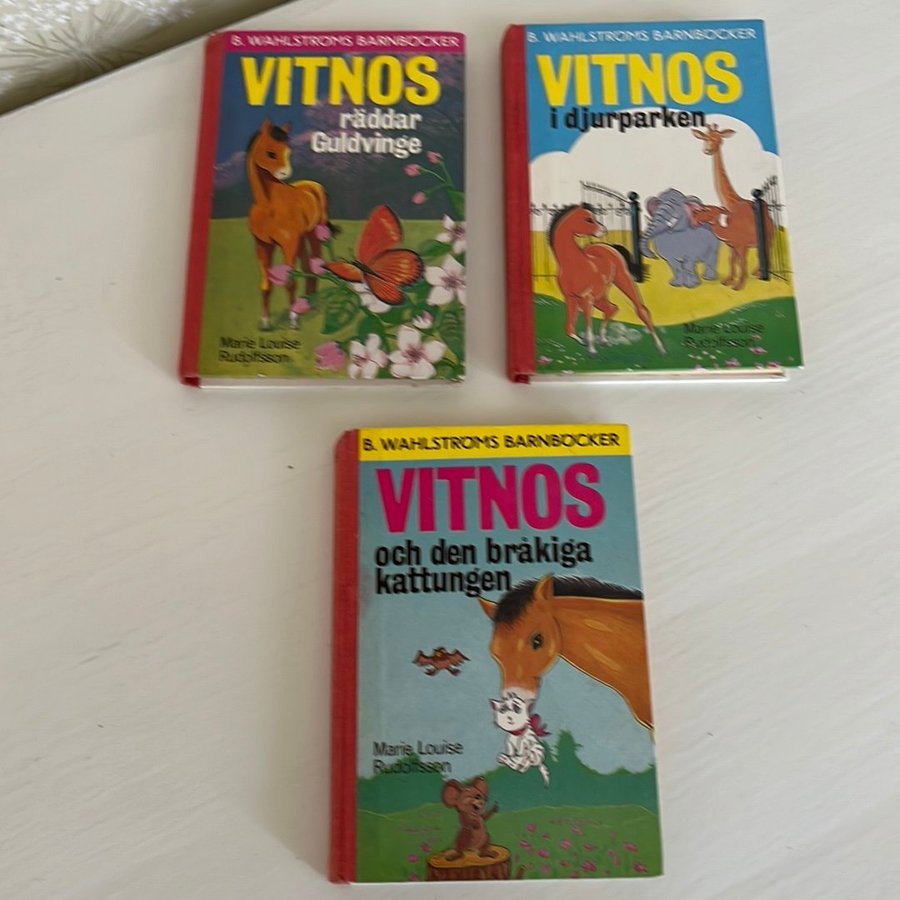 B. WAHLSTRÖMS BARNBÖCKER
VITNOS
räddar
Guldvinge
Marie Louise
Rudolfsson
B. WAHLSTRÖMS BARNBÖCKER
VITNOS
i djurparken
Marie Louise
Rudolfsson
B. WAHLSTRÖMS BARNBÖCKER
VITNOS
och den bråkiga
kattungen
Marie Louise
Rudolfsson